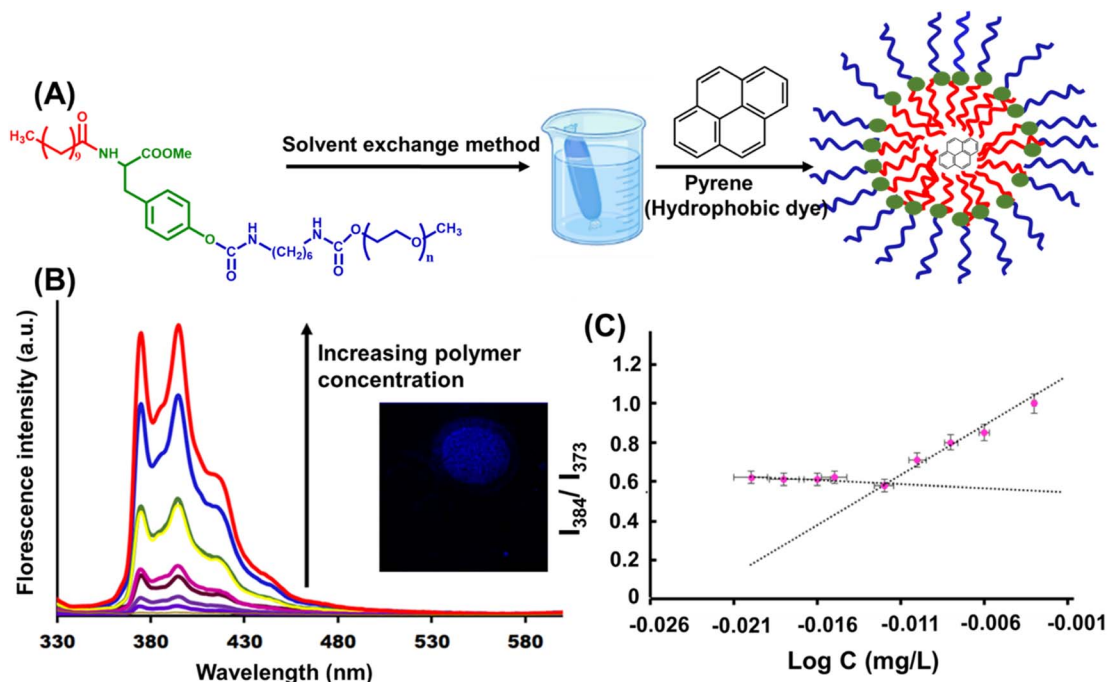 (A)
H₃C
O
9
NH
COOMe
O
O
H
N
(CH₂)₆
H
N
O
O
O
n
CH₃
Solvent exchange method
Pyrene
(Hydrophobic dye)
(B)
Florescence intensity (a.u.)
Increasing polymer
concentration
330 380 430 480 530 580
Wavelength (nm)
(C)
I₃₈₄/ I₃₇₃
1.2
1.0
0.8
0.6
0.4
0.2
0
-0.026 -0.021 -0.016 -0.011 -0.006 -0.001
Log C (mg/L)